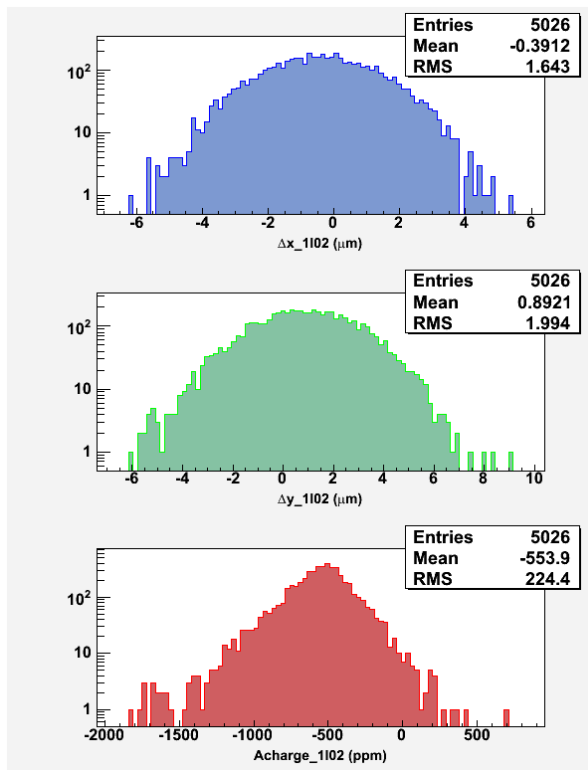 Entries 5026
Mean -0.3912
RMS 1.643
10²
10
1
-6 -4 -2 0 2 4 6
Δx_1I02 (μm)
Entries 5026
Mean 0.8921
RMS 1.994
10²
10
1
-6 -4 -2 0 2 4 6 8 10
Δy_1I02 (μm)
Entries 5026
Mean -553.9
RMS 224.4
10²
10
1
-2000 -1500 -1000 -500 0 500
Acharge_1I02 (ppm)